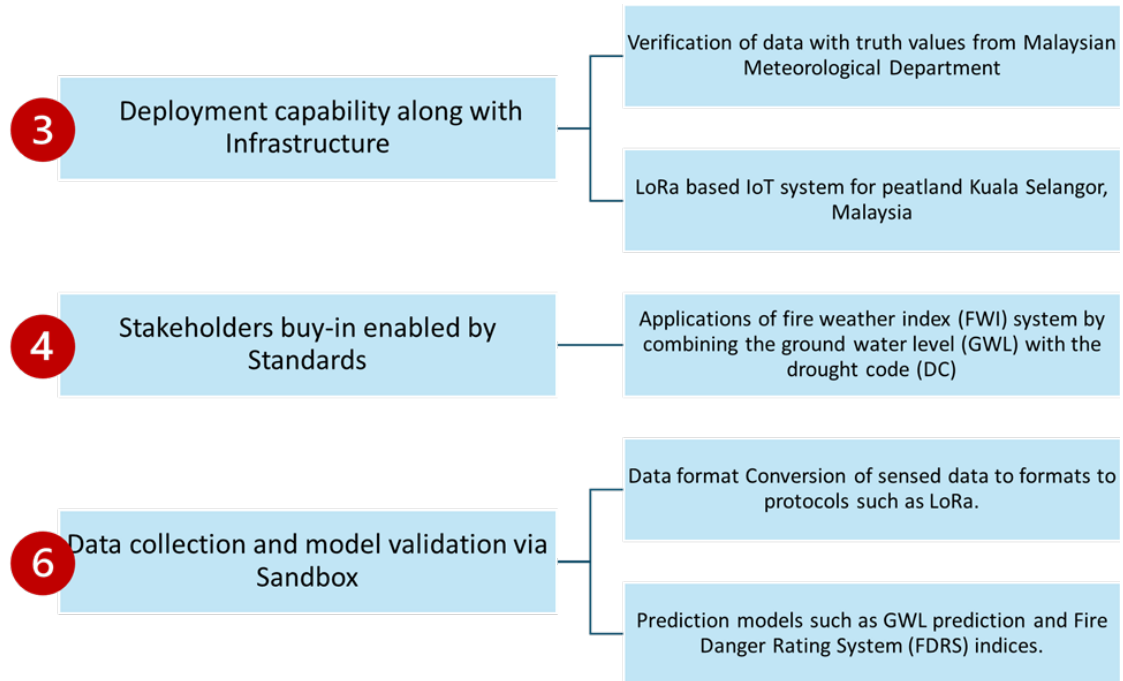 3
Deployment capability along with
Infrastructure
Verification of data with truth values from Malaysian
Meteorological Department
LoRa based IoT system for peatland Kuala Selangor,
Malaysia
4
Stakeholders buy-in enabled by
Standards
Applications of fire weather index (FWI) system by
combining the ground water level (GWL) with the
drought code (DC)
6
Data collection and model validation via
Sandbox
Data format Conversion of sensed data to formats to
protocols such as LoRa.
Prediction models such as GWL prediction and Fire
Danger Rating System (FDRS) indices.